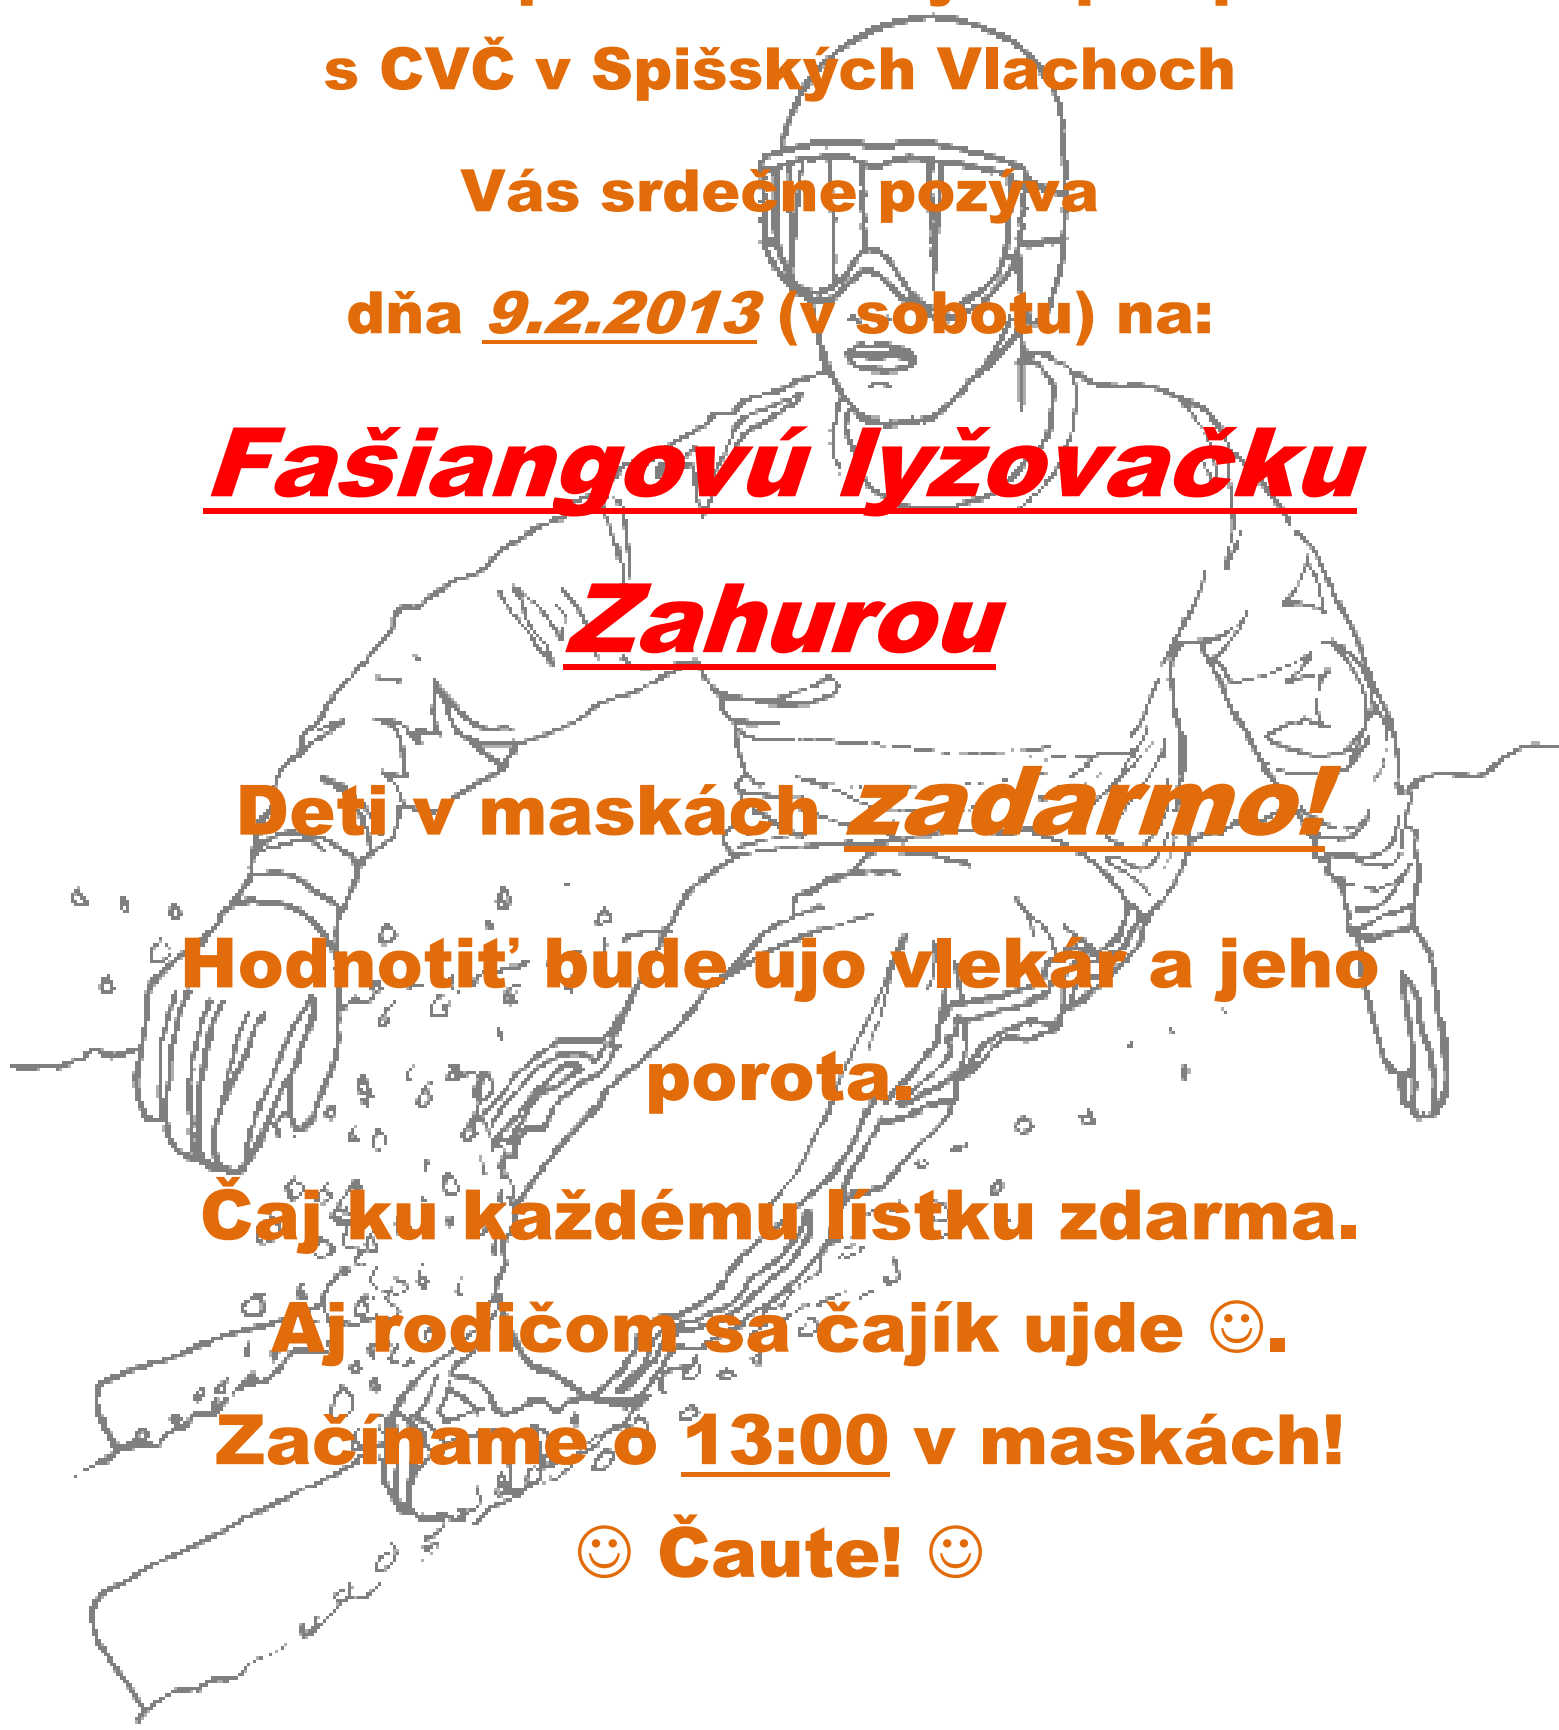 s CVČ v Spišských Vlachoch
Vás srdečne pozýva
dňa 9.2.2013 (v sobotu) na:
Fašiangovú lyžovačku
Zahurou
Deti v maskách zadarmo!
Hodnotiť bude ujo vlekár a jeho
porota.
Čaj ku každému lístku zdarma.
Aj rodičom sa čajík ujde ☺.
Začíname o 13:00 v maskách!
☺ Čaute! ☺